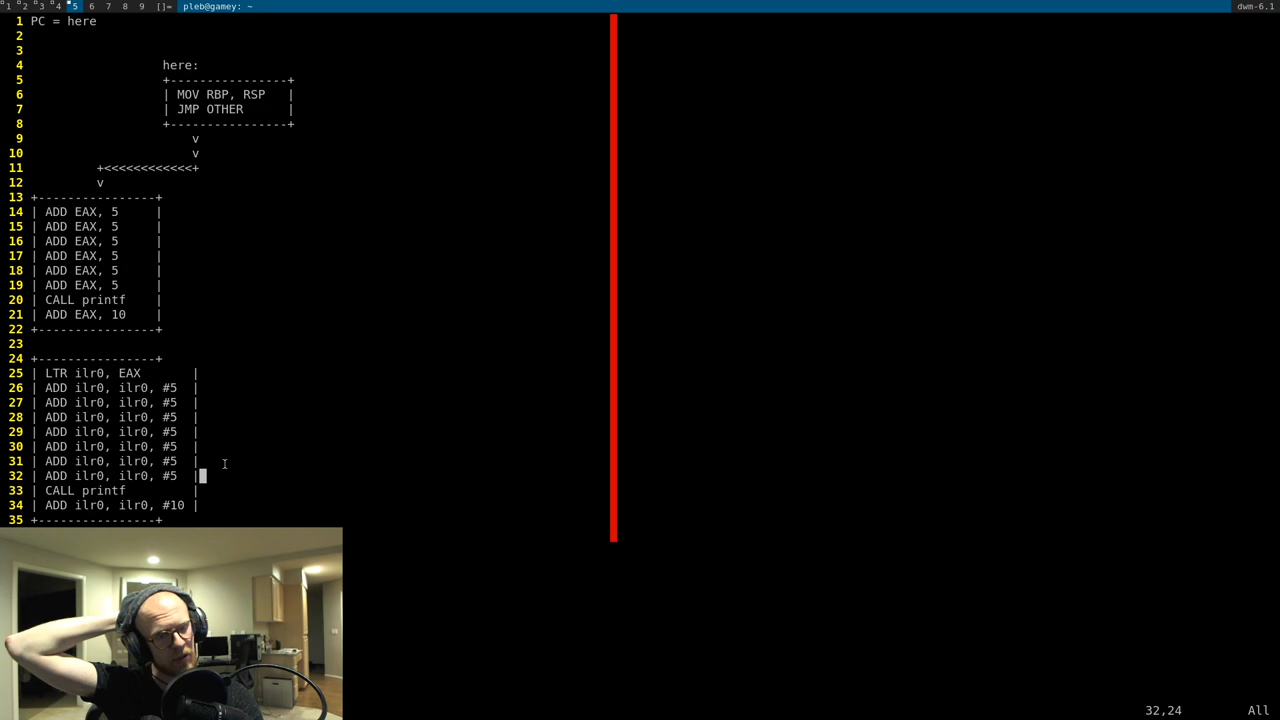 1 2 3 4 5 6 7 8 9 []= pleb@gamey: ~ dwm-6.1
1 PC = here
2
3
4 here:
5 +----------------+
6 | MOV RBP, RSP |
7 | JMP OTHER |
8 +----------------+
9 v
10 v
11 +<<<<<<<<<<<<+
12 v
13 +----------------+
14 | ADD EAX, 5 |
15 | ADD EAX, 5 |
16 | ADD EAX, 5 |
17 | ADD EAX, 5 |
18 | ADD EAX, 5 |
19 | ADD EAX, 5 |
20 | CALL printf |
21 | ADD EAX, 10 |
22 +----------------+
23
24 +----------------+
25 | LTR ilr0, EAX |
26 | ADD ilr0, ilr0, #5 |
27 | ADD ilr0, ilr0, #5 |
28 | ADD ilr0, ilr0, #5 |
29 | ADD ilr0, ilr0, #5 |
30 | ADD ilr0, ilr0, #5 |
31 | ADD ilr0, ilr0, #5 |
32 | ADD ilr0, ilr0, #5 |
33 | CALL printf |
34 | ADD ilr0, ilr0, #10 |
35 +----------------+
32,24 All